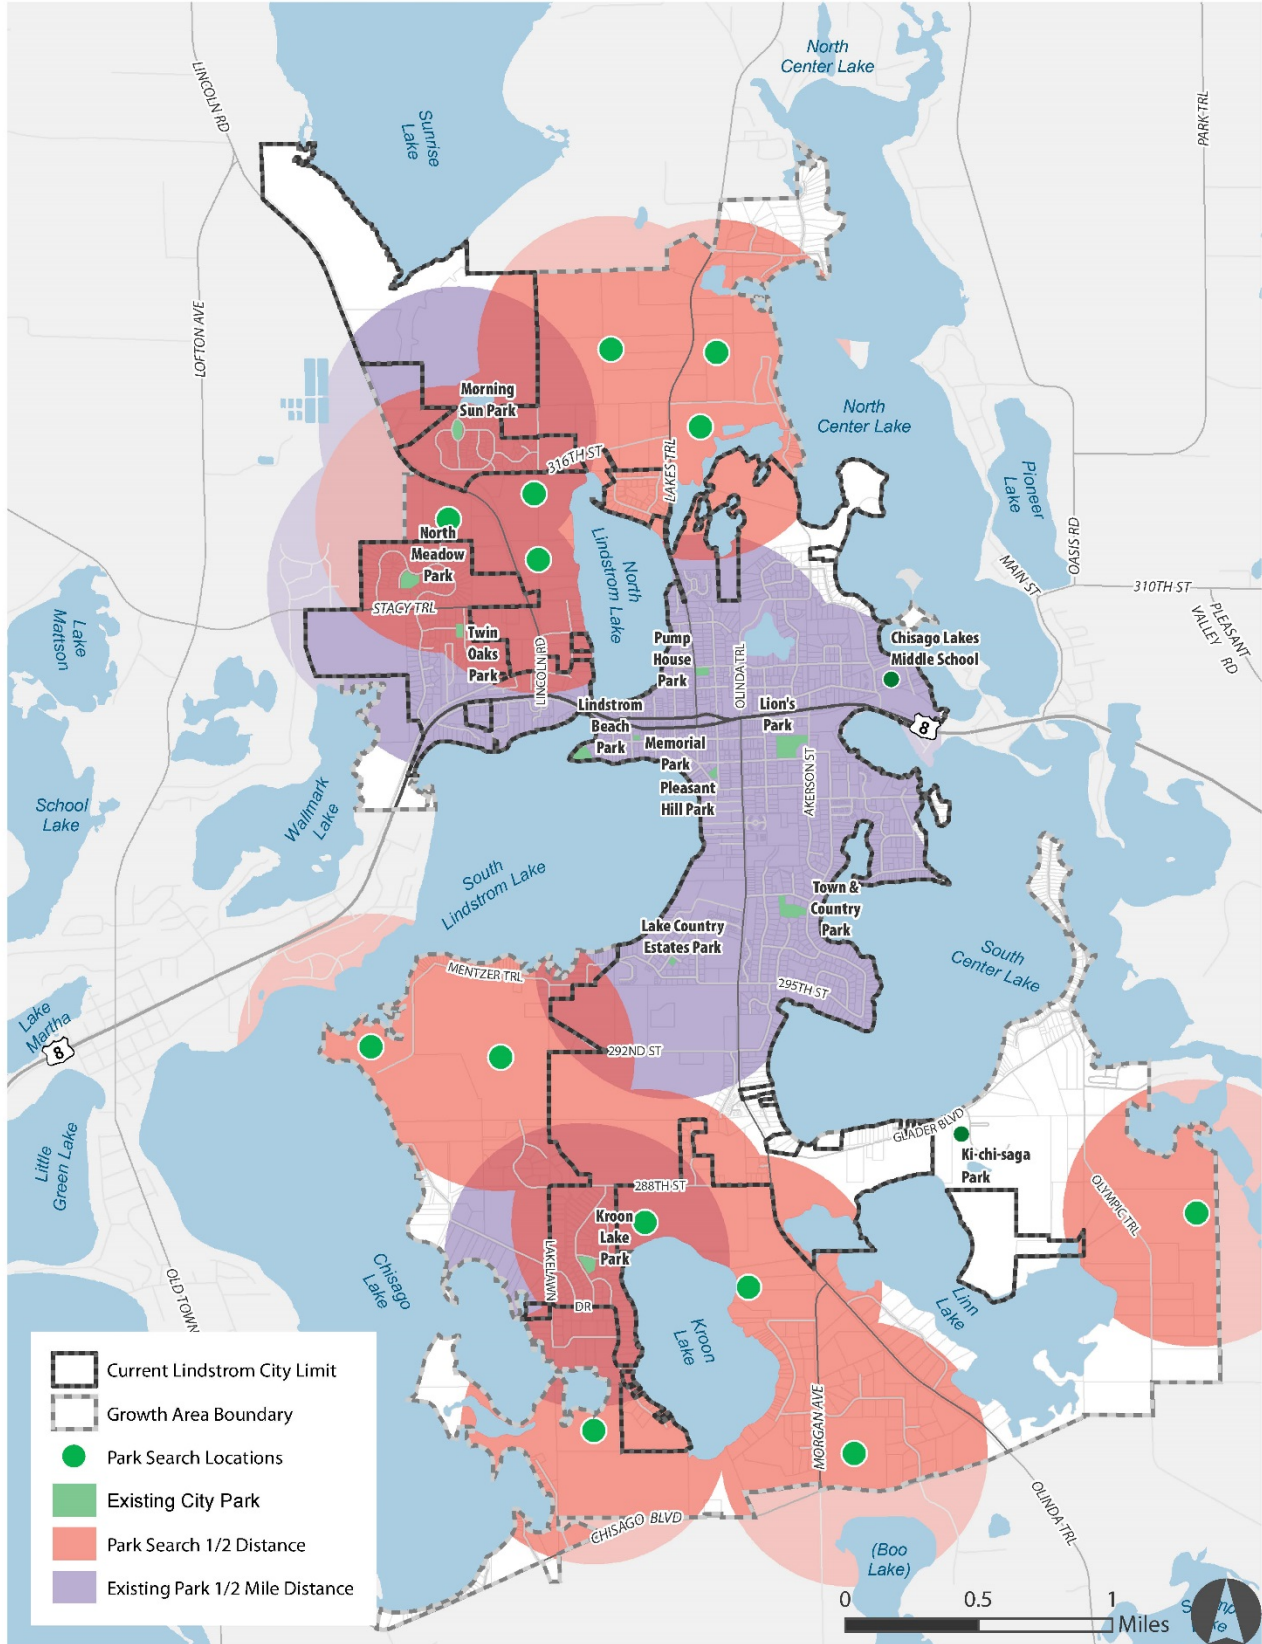 North
Center Lake
LINCOLN RD
Sunrise
Lake
PARK TRL
LOFTON AVE
Morning
Sun Park
North
Center Lake
316TH ST
LAKES TRL
Pioneer
Lake
OASIS RD
North
Meadow
Park
North
Lindstrom Lake
MAIN ST
310TH ST
PLEASANT
VALLEY RD
Lake
Mattson
STACY TRL
Twin
Oaks
Park
LINCOLN RD
Pump
House
Park
OLINDA TRL
Chisago Lakes
Middle School
Lindstrom
Beach
Park
Lion's
Park
8
Memorial
Park
Pleasant
Hill Park
AKERSON ST
School
Lake
Wallmark
Lake
South
Lindstrom Lake
Town &
Country
Park
Lake Country
Estates Park
South
Center Lake
MENTZER TRL
295TH ST
Lake
Martha
8
292ND ST
GLADER BLVD
Little
Green Lake
Ki-chi-saga
Park
288TH ST
OLYMPIC TRL
Kroon
Lake
Park
LAKELAWN
DR
Chisago
Lake
OLD TOWN
Linn
Lake
Kroon
Lake
MORGAN AVE
OLINDA TRL
CHISAGO BLVD
(Boo
Lake)
Current Lindstrom City Limit
Growth Area Boundary
Park Search Locations
Existing City Park
Park Search 1/2 Distance
Existing Park 1/2 Mile Distance
0 0.5 1
Miles